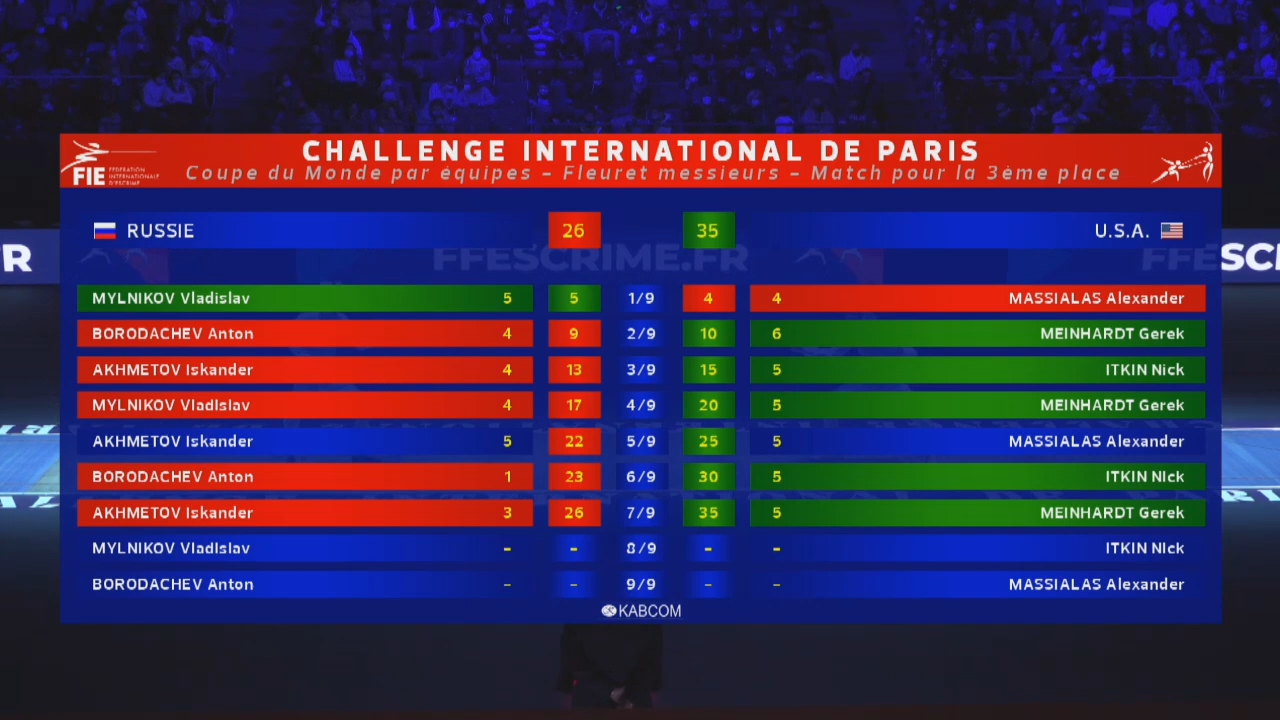 CHALLENGE INTERNATIONAL DE PARIS
Coupe du Monde par équipes – Fleuret messieurs – Match pour la 3ème place
FIE FÉDÉRATION INTERNATIONALE D'ESCRIME
RUSSIE 26 35 U.S.A.
R FFESCRIME.FR FFESC
MYLNIKOV Vladislav 5 5 1/9 4 4 MASSIALAS Alexander
BORODACHEV Anton 4 9 2/9 10 6 MEINHARDT Gerek
AKHMETOV Iskander 4 13 3/9 15 5 ITKIN Nick
MYLNIKOV Vladislav 4 17 4/9 20 5 MEINHARDT Gerek
AKHMETOV Iskander 5 22 5/9 25 5 MASSIALAS Alexander
BORODACHEV Anton 1 23 6/9 30 5 ITKIN Nick
AKHMETOV Iskander 3 26 7/9 35 5 MEINHARDT Gerek
MYLNIKOV Vladislav - - 8/9 - - ITKIN Nick
BORODACHEV Anton - - 9/9 - - MASSIALAS Alexander
KABCOM